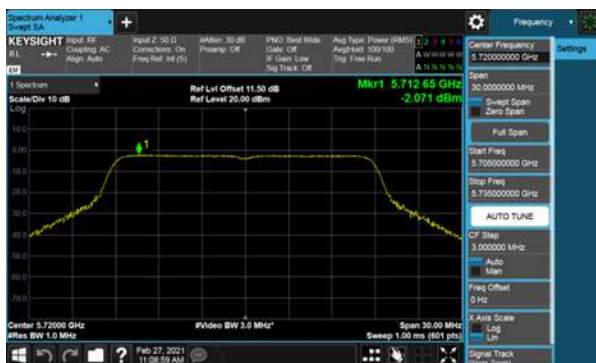 Spectrum Analyzer 1
Swept SA
+
Frequency
KEYSIGHT
RL
Input: RF
Coupling: AC
Align: Auto
Input Z: 50 Ω
Corrections: On
Freq Ref: Int (S)
#Atten: 30 dB
Preamp: Off
PNO: Best Wide
Gate: Off
IF Gain: Low
Sig Track: Off
Avg Type: Power (RMS)
Avg|Hold: 100/100
Trig: Free Run
1 2 3 4 5 6
A W W W W W
A N N N N N
1 Spectrum
Scale/Div 10 dB
Log
Ref Lvl Offset 11.50 dB
Ref Level 20.00 dBm
Mkr1 5.712 65 GHz
-2.071 dBm
10.0
0.00
-10.0
-20.0
-30.0
-40.0
-50.0
-60.0
-70.0
1
Center 5.72000 GHz
#Res BW 1.0 MHz
#Video BW 3.0 MHz*
Span 30.00 MHz
Sweep 1.00 ms (601 pts)
Feb 27, 2021
11:08:59 AM
Center Frequency
5.720000000 GHz
Settings
Span
30.0000000 MHz
Swept Span
Zero Span
Full Span
Start Freq
5.705000000 GHz
Stop Freq
5.735000000 GHz
AUTO TUNE
CF Step
3.000000 MHz
Auto
Man
Freq Offset
0 Hz
X Axis Scale
Log
Lin
Signal Track